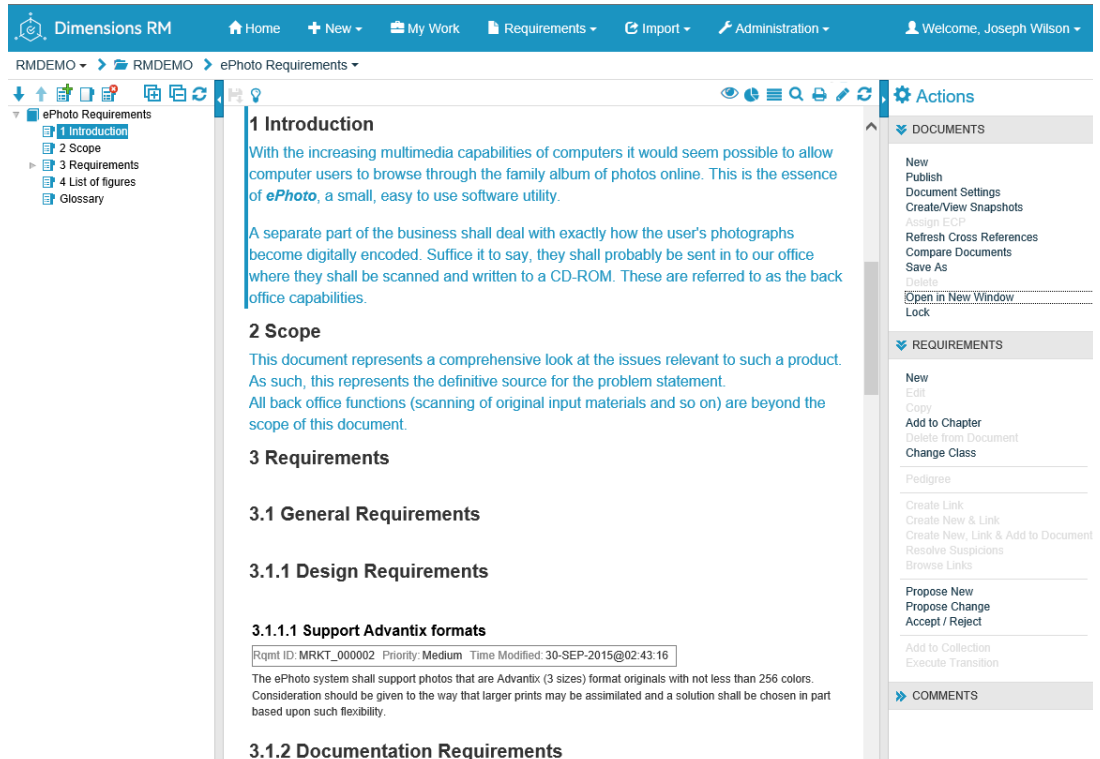 Dimensions RM
Home
New
My Work
Requirements
Import
Administration
Welcome, Joseph Wilson
RMDEMO
RMDEMO
ePhoto Requirements
ePhoto Requirements
1 Introduction
2 Scope
3 Requirements
4 List of figures
Glossary
1 Introduction
With the increasing multimedia capabilities of computers it would seem possible to allow
computer users to browse through the family album of photos online. This is the essence
of ePhoto, a small, easy to use software utility.
A separate part of the business shall deal with exactly how the user's photographs
become digitally encoded. Suffice it to say, they shall probably be sent in to our office
where they shall be scanned and written to a CD-ROM. These are referred to as the back
office capabilities.
2 Scope
This document represents a comprehensive look at the issues relevant to such a product.
As such, this represents the definitive source for the problem statement.
All back office functions (scanning of original input materials and so on) are beyond the
scope of this document.
3 Requirements
3.1 General Requirements
3.1.1 Design Requirements
3.1.1.1 Support Advantix formats
Rqmt ID: MRKT_000002 Priority: Medium Time Modified: 30-SEP-2015@02:43:16
The ePhoto system shall support photos that are Advantix (3 sizes) format originals with not less than 256 colors.
Consideration should be given to the way that larger prints may be assimilated and a solution shall be chosen in part
based upon such flexibility.
3.1.2 Documentation Requirements
Actions
DOCUMENTS
New
Publish
Document Settings
Create/View Snapshots
Assign ECP
Refresh Cross References
Compare Documents
Save As
Delete
Open in New Window
Lock
REQUIREMENTS
New
Edit
Copy
Add to Chapter
Delete from Document
Change Class
Pedigree
Create Link
Create New & Link
Create New, Link & Add to Document
Resolve Suspicions
Browse Links
Propose New
Propose Change
Accept / Reject
Add to Collection
Execute Transition
COMMENTS